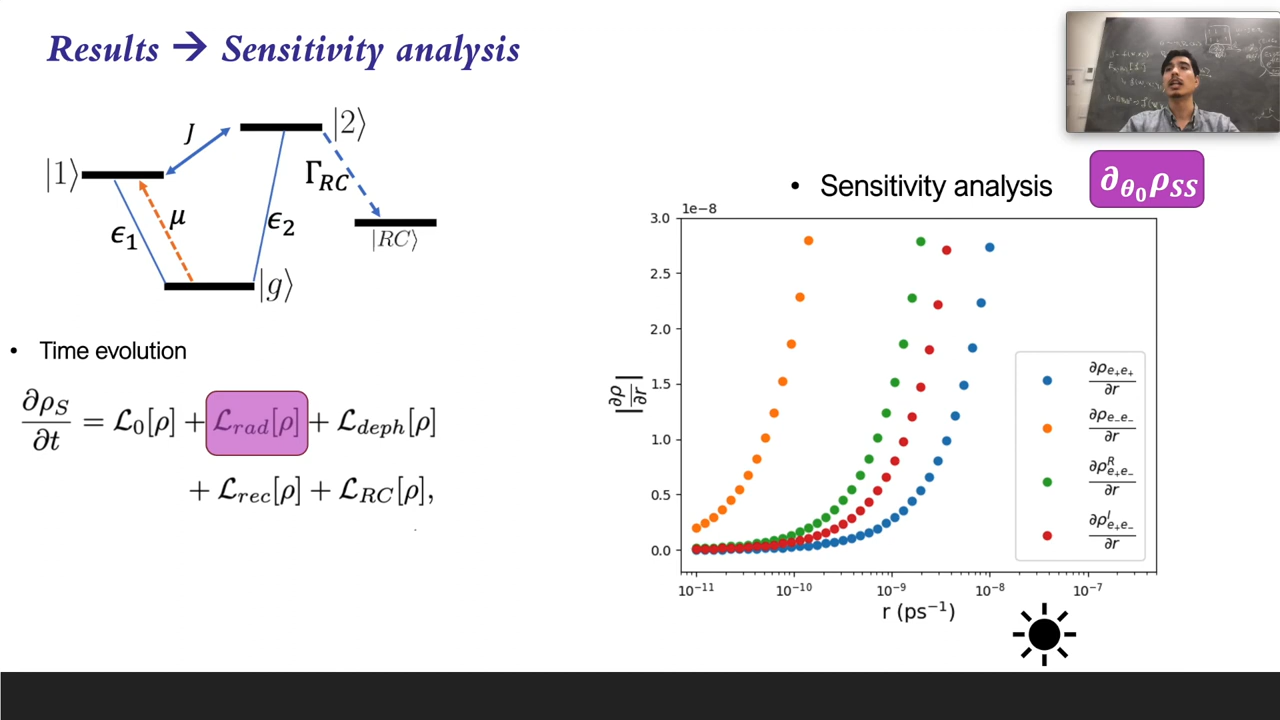 Results → Sensitivity analysis
|2⟩
J
|1⟩
Γ_RC
μ
ϵ₁
ϵ₂
|RC⟩
|g⟩
• Time evolution
∂ρ_S/∂t = 𝓛₀[ρ] + 𝓛_rad[ρ] + 𝓛_deph[ρ]
+ 𝓛_rec[ρ] + 𝓛_RC[ρ],
• Sensitivity analysis
∂_θ₀ ρ_SS
1e−8
3.0
2.5
2.0
1.5
1.0
0.5
0.0
|∂ρ/∂r|
∂ρ_{e₊e₊}/∂r
∂ρ_{e₋e₋}/∂r
∂ρ^R_{e₊e₋}/∂r
∂ρ^I_{e₊e₋}/∂r
10⁻¹¹ 10⁻¹⁰ 10⁻⁹ 10⁻⁸ 10⁻⁷
r (ps⁻¹)